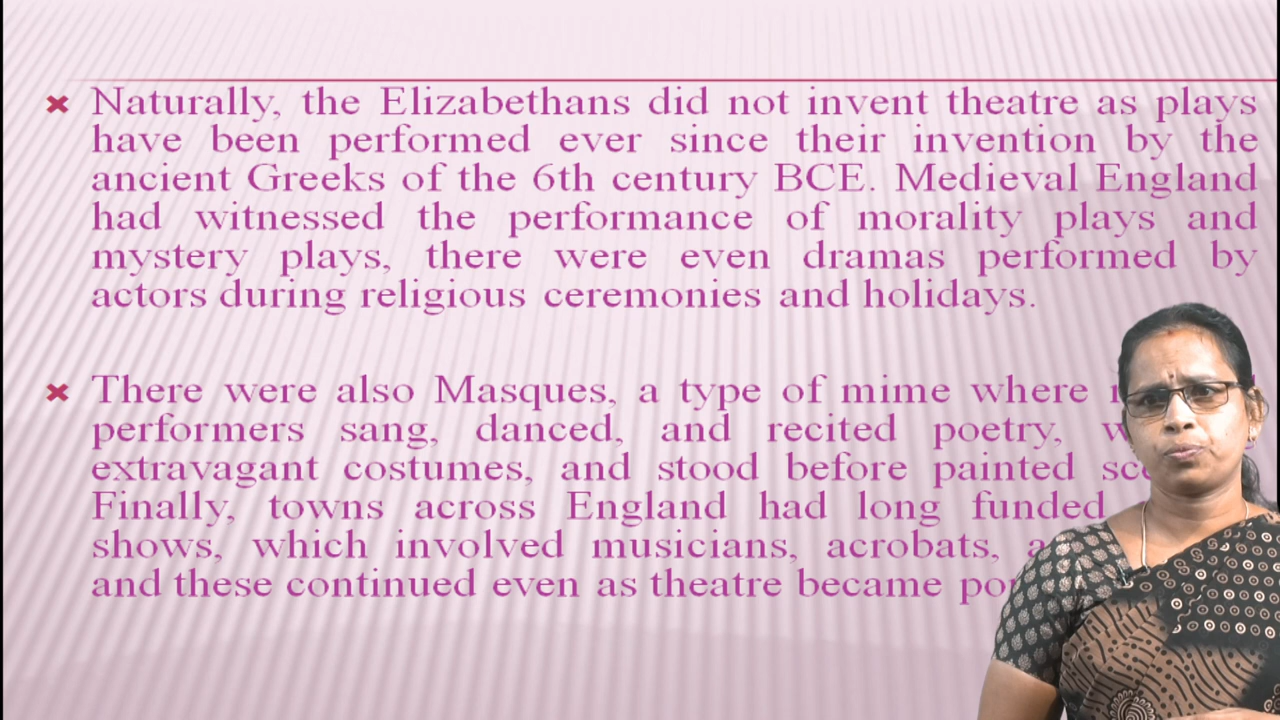 Naturally, the Elizabethans did not invent theatre as plays
have been performed ever since their invention by the
ancient Greeks of the 6th century BCE. Medieval England
had witnessed the performance of morality plays and
mystery plays, there were even dramas performed by
actors during religious ceremonies and holidays.
There were also Masques, a type of mime where
performers sang, danced, and recited poetry,
extravagant costumes, and stood before painted
Finally, towns across England had long funded
shows, which involved musicians, acrobats,
and these continued even as theatre became